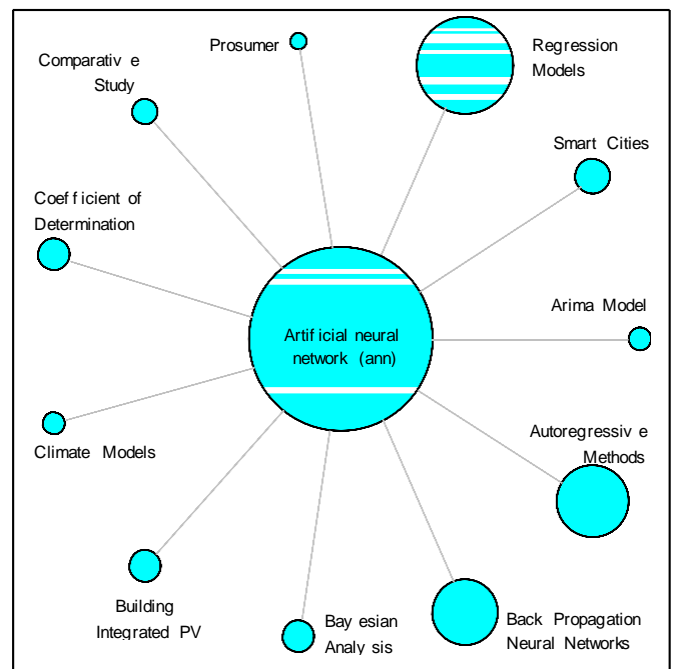 Prosumer
Regression
Models
Comparativ e
Study
Smart Cities
Coef f icient of
Determination
Arima Model
Artif icial neural
network (ann)
Autoregressiv e
Methods
Climate Models
Building
Integrated PV
Bay esian
Analy sis
Back Propagation
Neural Networks